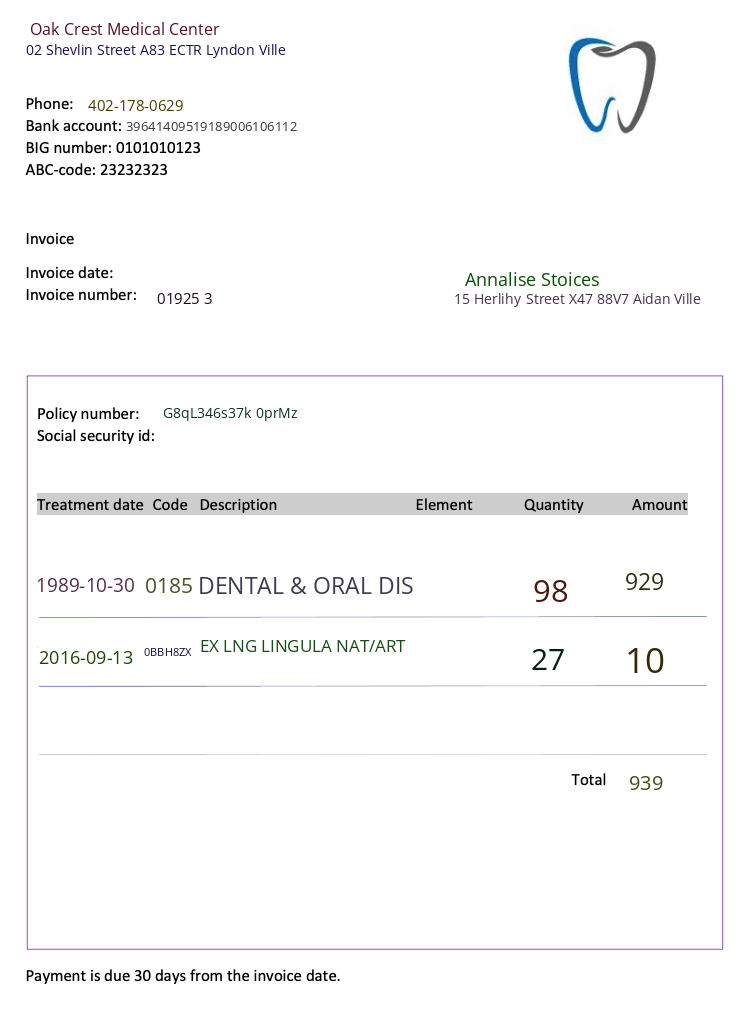 Oak Crest Medical Center
02 Shevlin Street A83 ECTR Lyndon Ville
Phone: 402-178-0629
Bank account: 39641409519189006106112
BIG number: 0101010123
ABC-code: 23232323
Invoice
Invoice date:
Invoice number: 01925 3
Annalise Stoices
15 Herlihy Street X47 88V7 Aidan Ville
Policy number: G8qL346s37k 0prMz
Social security id:
Treatment date Code Description Element Quantity Amount
1989-10-30 0185 DENTAL & ORAL DIS 98 929
2016-09-13 0BBH8ZX EX LNG LINGULA NAT/ART 27 10
Total 939
Payment is due 30 days from the invoice date.